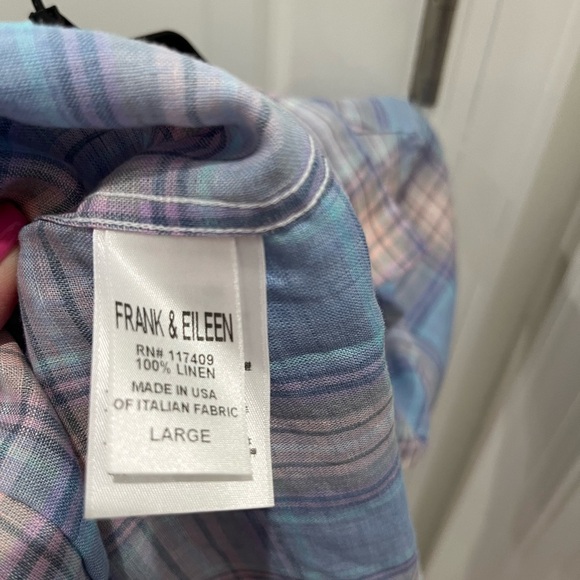 FRANK & EILEEN
RN# 117409
100% LINEN
MADE IN USA
OF ITALIAN FABRIC
LARGE